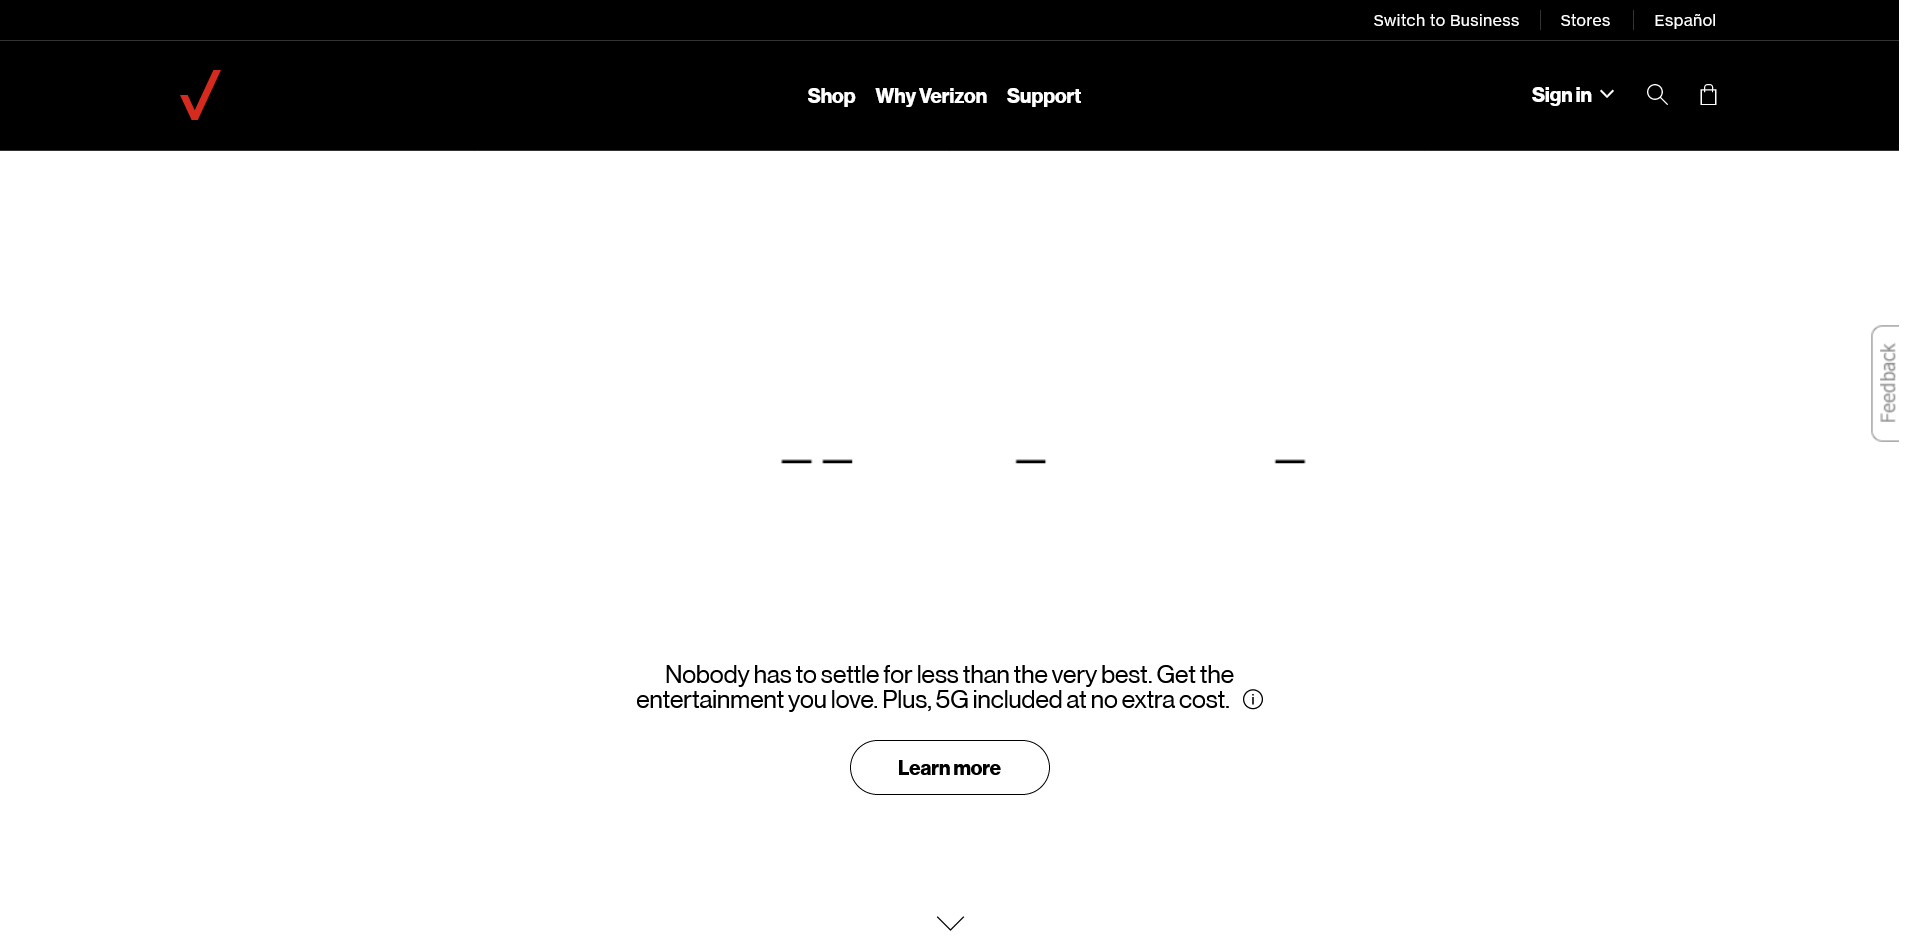 Switch to Business
Stores
Español
Shop
Why Verizon
Support
Sign in
Feedback
Nobody has to settle for less than the very best. Get the
entertainment you love. Plus, 5G included at no extra cost.
Learn more